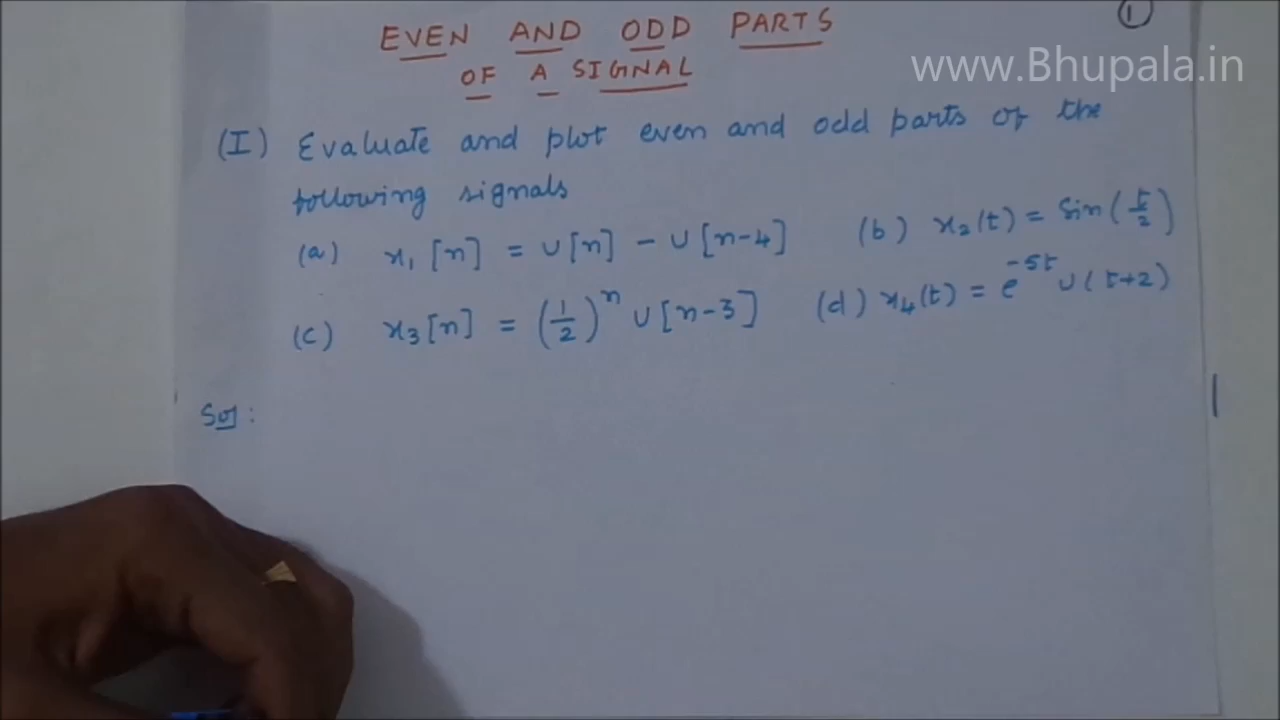 EVEN AND ODD PARTS
OF A SIGNAL
1
www.Bhupala.in
(I) Evaluate and plot even and odd parts of the
following signals
(a) x₁[n] = u[n] - u[n-4] (b) x₂(t) = Sin(t/2)
(c) x₃[n] = (1/2)ⁿ u[n-3] (d) x₄(t) = e^-5t u(t+2)
Sol: